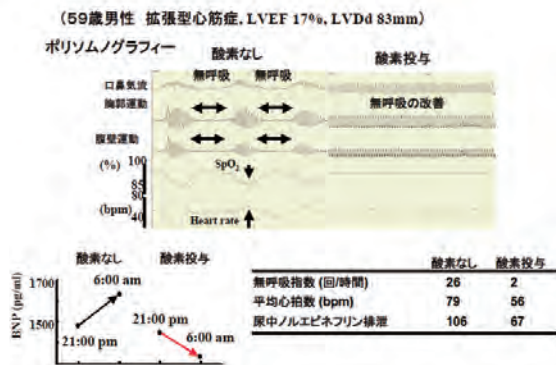 （59歳男性 拡張型心筋症, LVEF 17%, LVDd 83mm）
ポリソムノグラフィー
酸素なし 酸素投与
無呼吸 無呼吸
口鼻気流
胸郭運動 無呼吸の改善
腹壁運動
(%) 100
SpO2
85
80
(bpm)
40
Heart rate
酸素なし 酸素投与
BNP (pg/ml)
1700
6:00 am
1500
21:00 pm
21:00 pm
6:00 am
酸素なし 酸素投与
無呼吸指数 (回/時間) 26 2
平均心拍数 (bpm) 79 56
尿中ノルエピネフリン排泄 106 67